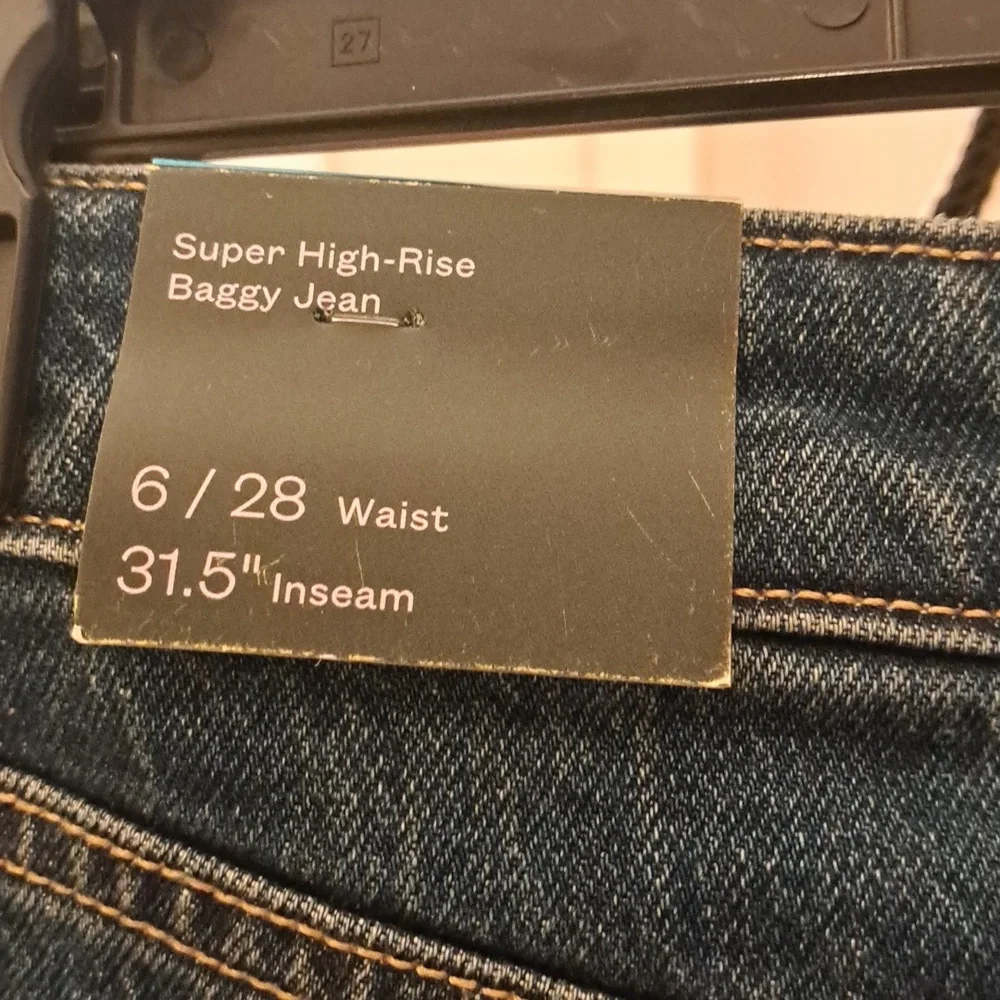 27
Super High-Rise
Baggy Jean
6 / 28 Waist
31.5" Inseam